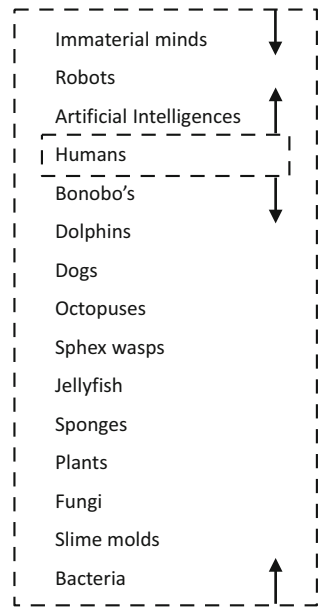 Immaterial minds
Robots
Artificial Intelligences
Humans
Bonobo's
Dolphins
Dogs
Octopuses
Sphex wasps
Jellyfish
Sponges
Plants
Fungi
Slime molds
Bacteria